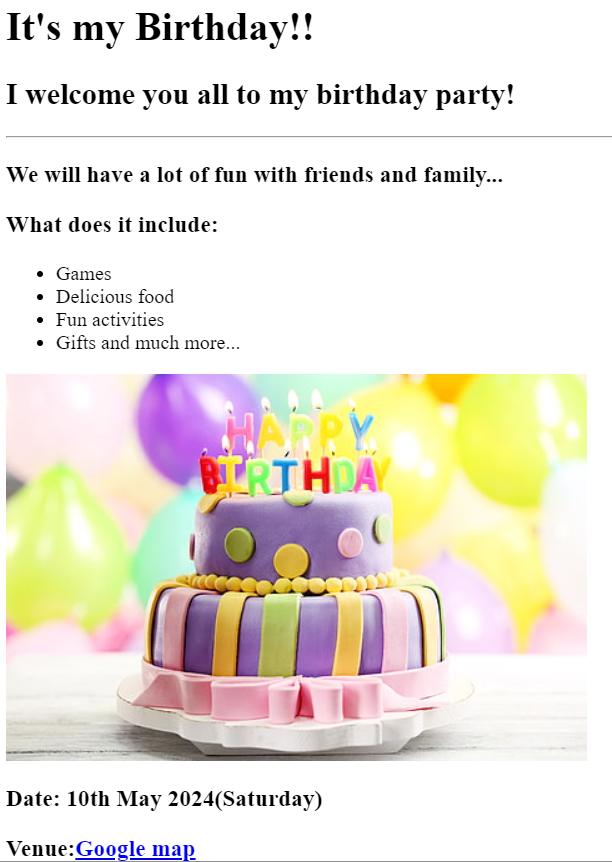 It's my Birthday!!
I welcome you all to my birthday party!
We will have a lot of fun with friends and family...
What does it include:
Games
Delicious food
Fun activities
Gifts and much more...
HAPPY
BIRTHDAY
Date: 10th May 2024(Saturday)
Venue:Google map